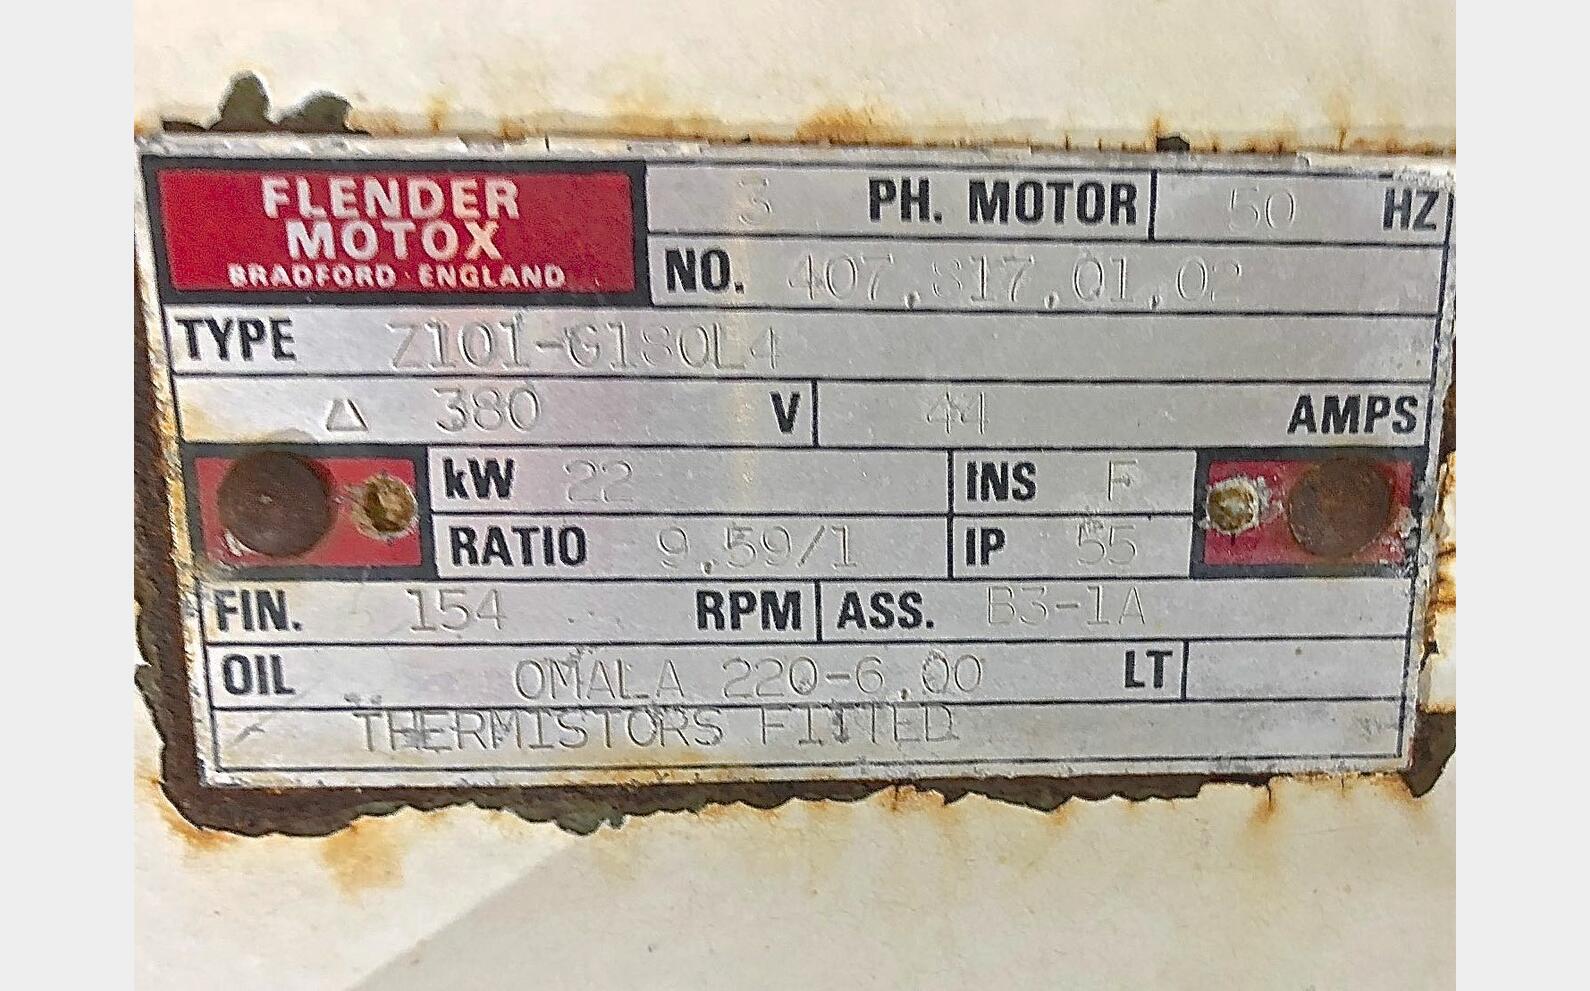 FLENDER
MOTOX
BRADFORD · ENGLAND
3 PH. MOTOR 50 HZ
NO. 407.817.01.02
TYPE Z101-G180L4
△ 380 V 44 AMPS
kW 22 INS F
RATIO 9.59/1 IP 55
FIN. 154 RPM ASS. B3-1A
OIL OMALA 220-6.00 LT
THERMISTORS FITTED